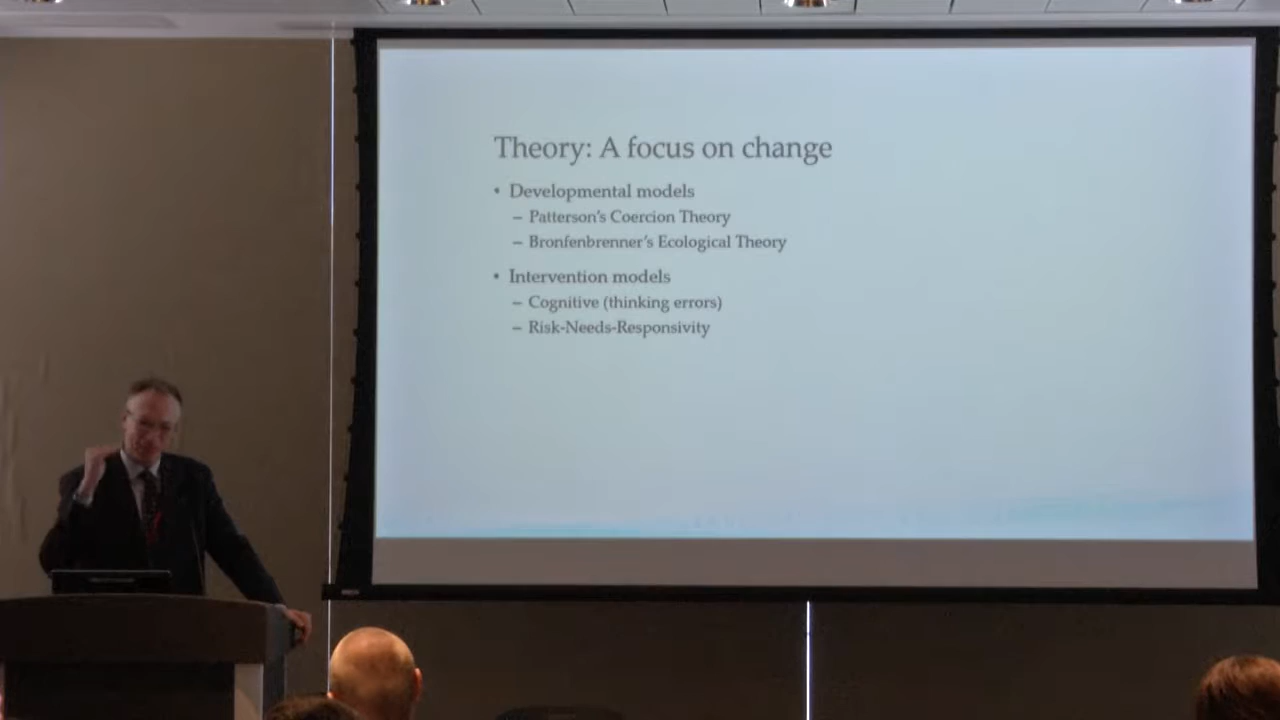 Theory: A focus on change
• Developmental models
– Patterson's Coercion Theory
– Bronfenbrenner's Ecological Theory
• Intervention models
– Cognitive (thinking errors)
– Risk-Needs-Responsivity